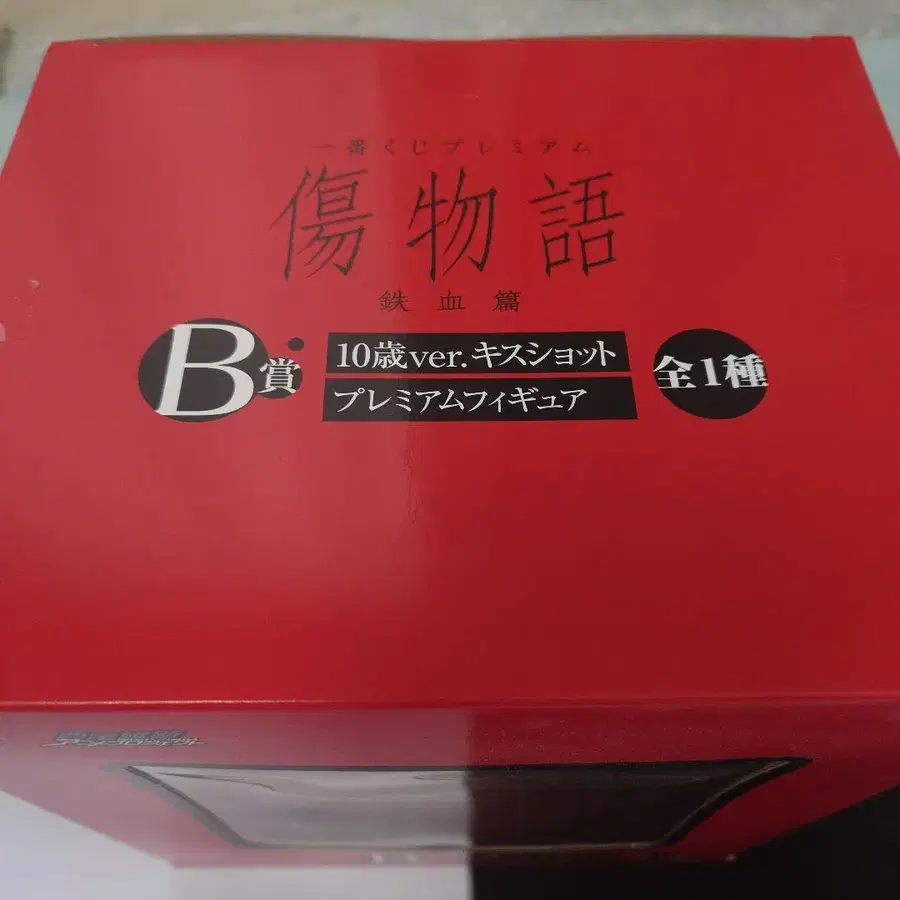 一番くじプレミアム
傷物語
鉄血篇
B賞
10歳ver.キスショット
プレミアムフィギュア
全1種